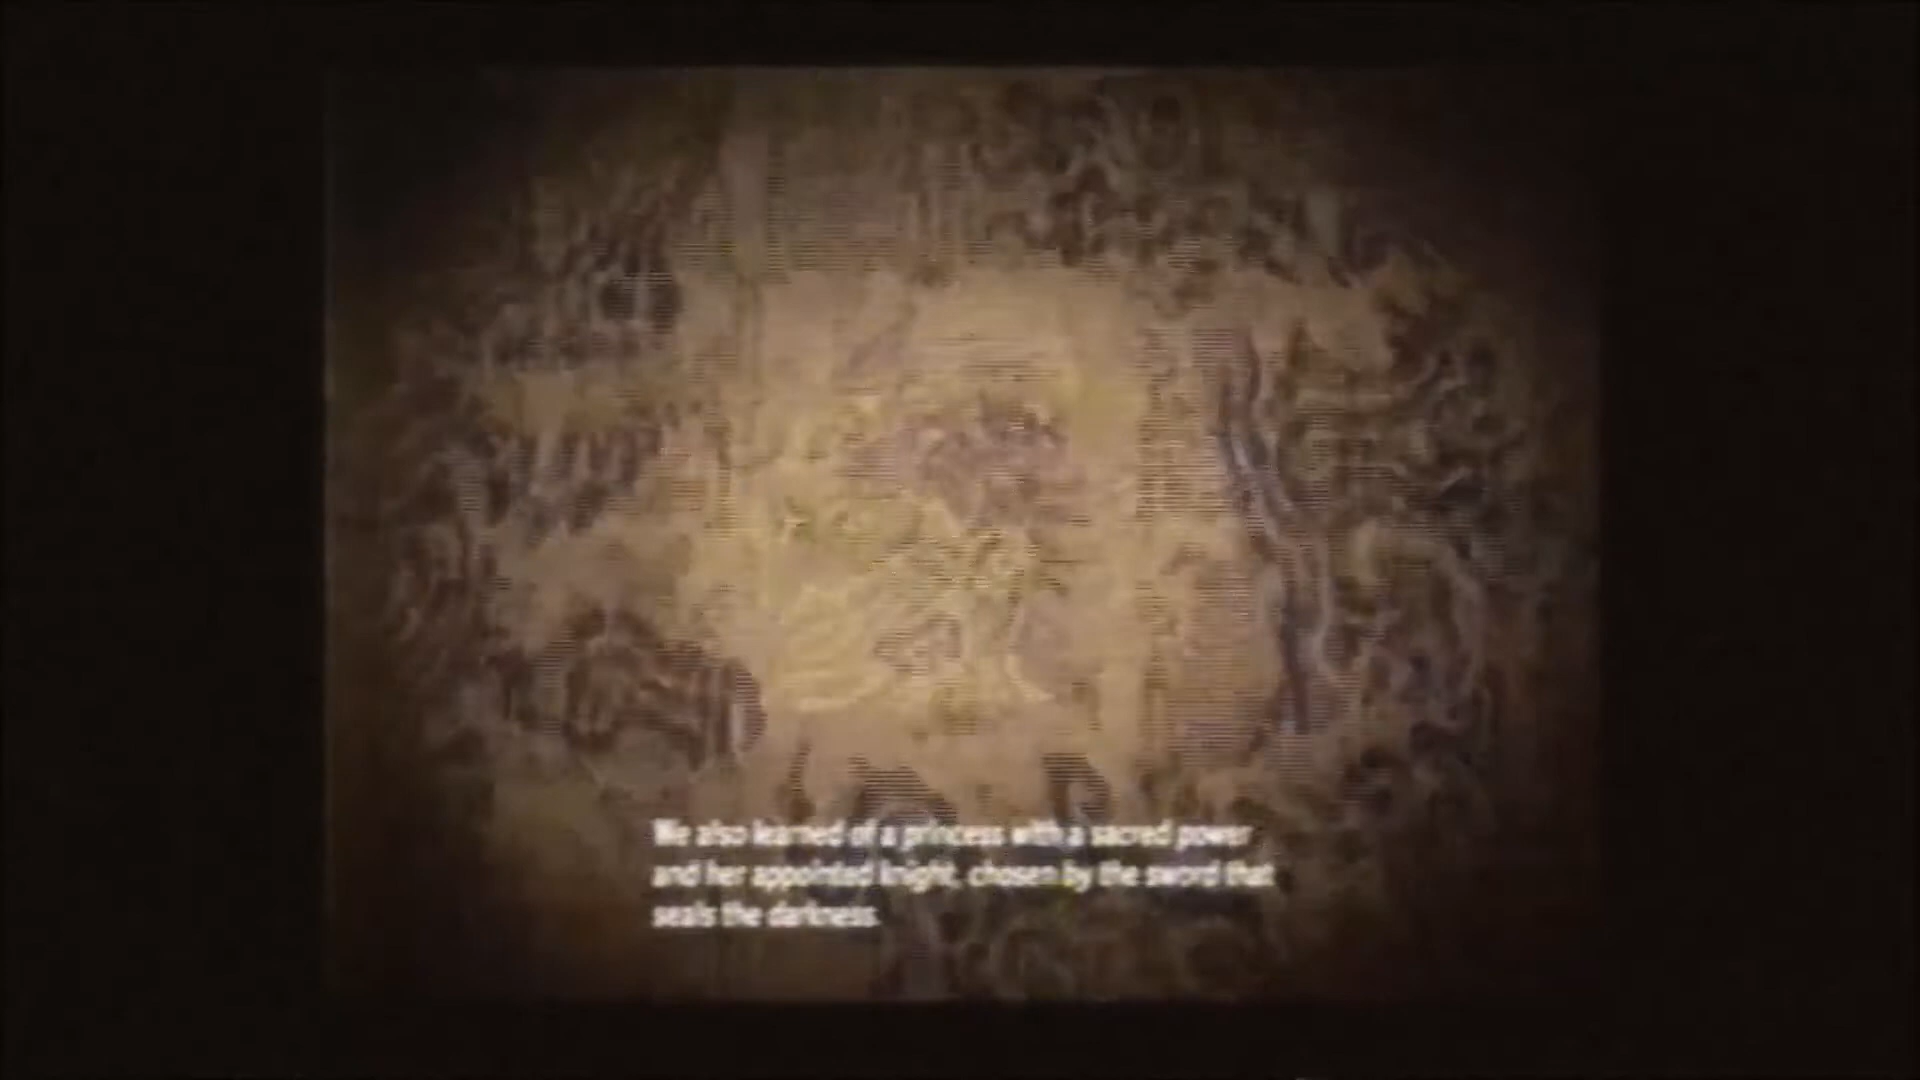 We also learned of a princess with a sacred power
and her appointed knight, chosen by the sword that
seals the darkness.